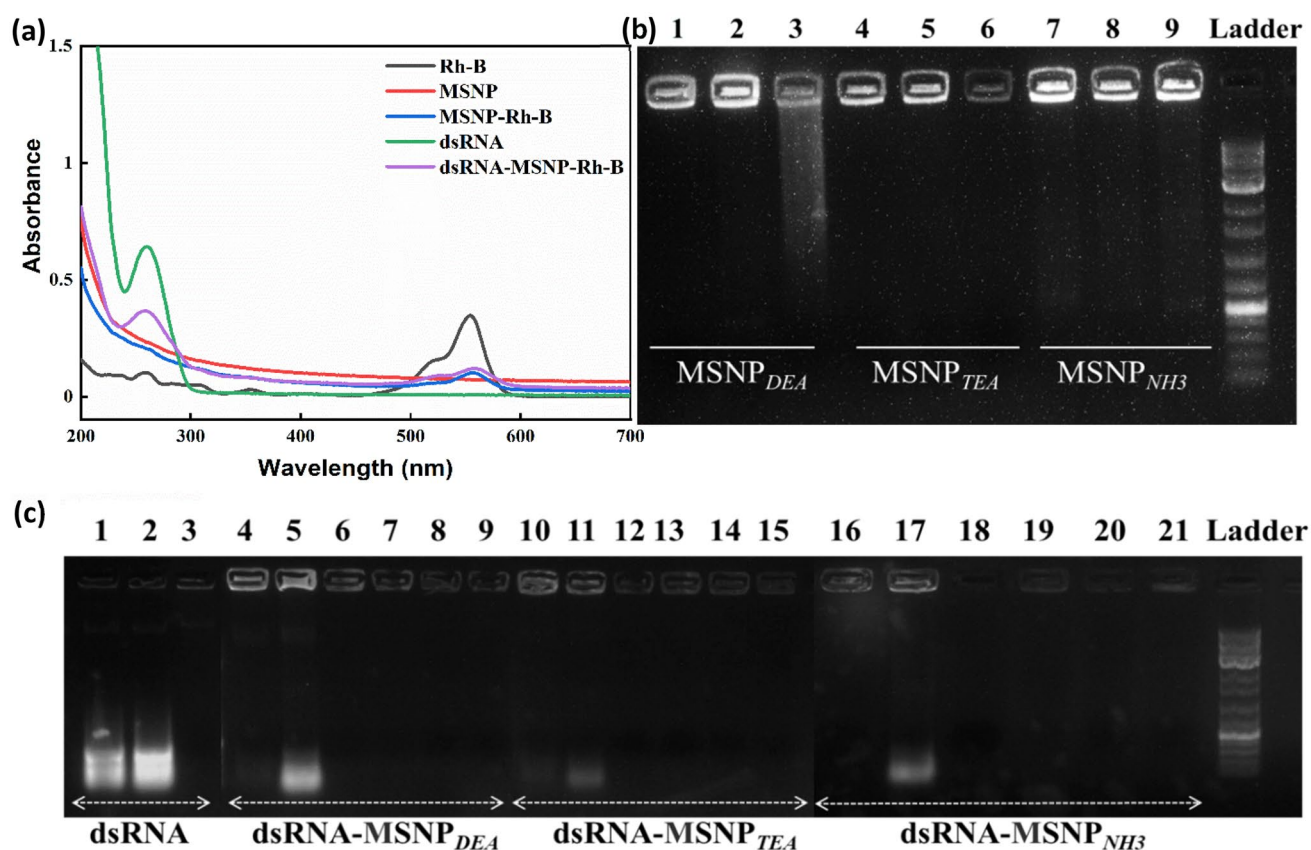 (a)
1.5
1
0.5
0
Absorbance
Rh-B
MSNP
MSNP-Rh-B
dsRNA
dsRNA-MSNP-Rh-B
200 300 400 500 600 700
Wavelength (nm)
(b) 1 2 3 4 5 6 7 8 9 Ladder
MSNPDEA MSNPTEA MSNPNH3
(c)
1 2 3 4 5 6 7 8 9 10 11 12 13 14 15 16 17 18 19 20 21 Ladder
dsRNA dsRNA-MSNPDEA dsRNA-MSNPTEA dsRNA-MSNPNH3